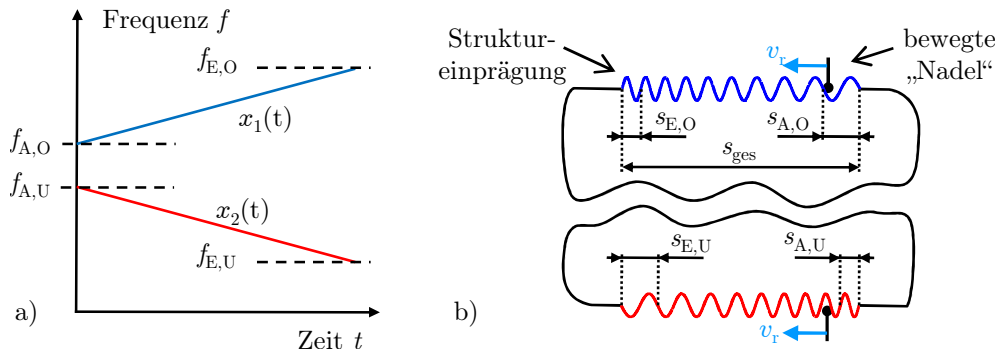 Frequenz f
f_E,O
x_1(t)
f_A,O
f_A,U
x_2(t)
f_E,U
a)
Zeit t
Struktur-
einprägung
v_r
bewegte
„Nadel“
s_E,O
s_A,O
s_ges
s_E,U
s_A,U
v_r
b)